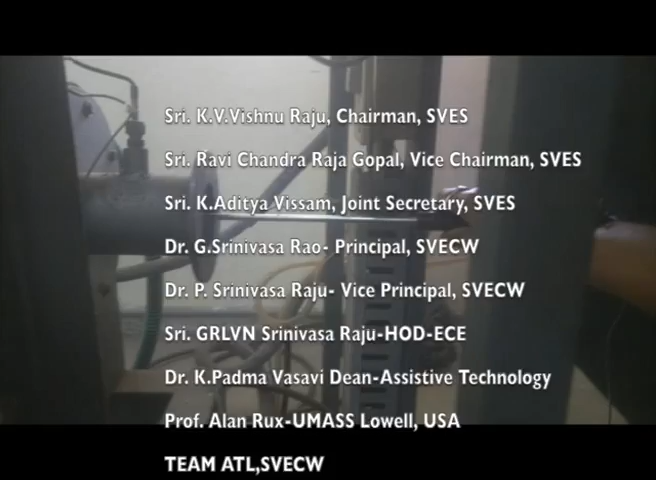 Sri. K.V.Vishnu Raju, Chairman, SVES
Sri. Ravi Chandra Raja Gopal, Vice Chairman, SVES
Sri. K.Aditya Vissam, Joint Secretary, SVES
Dr. G.Srinivasa Rao- Principal, SVECW
Dr. P. Srinivasa Raju- Vice Principal, SVECW
Sri. GRLVN Srinivasa Raju-HOD-ECE
Dr. K.Padma Vasavi Dean-Assistive Technology
Prof. Alan Rux-UMASS Lowell, USA
TEAM ATL,SVECW